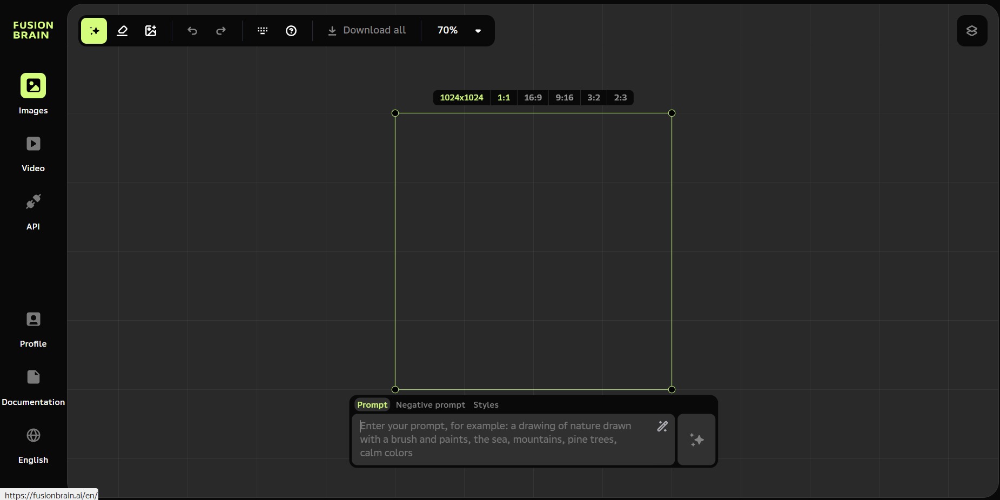 FUSION
BRAIN
Images
Video
API
Profile
Documentation
English
Download all
70%
1024x1024 1:1 16:9 9:16 3:2 2:3
Prompt Negative prompt Styles
Enter your prompt, for example: a drawing of nature drawn
with a brush and paints, the sea, mountains, pine trees,
calm colors
https://fusionbrain.ai/en/